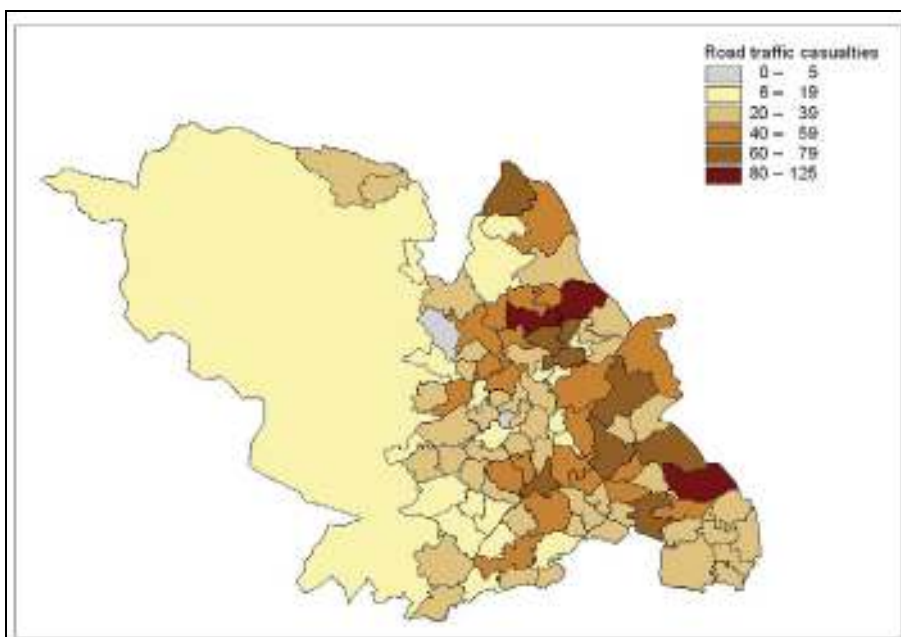 Road traffic casualties
0 – 5
6 – 19
20 – 39
40 – 59
60 – 79
80 – 125